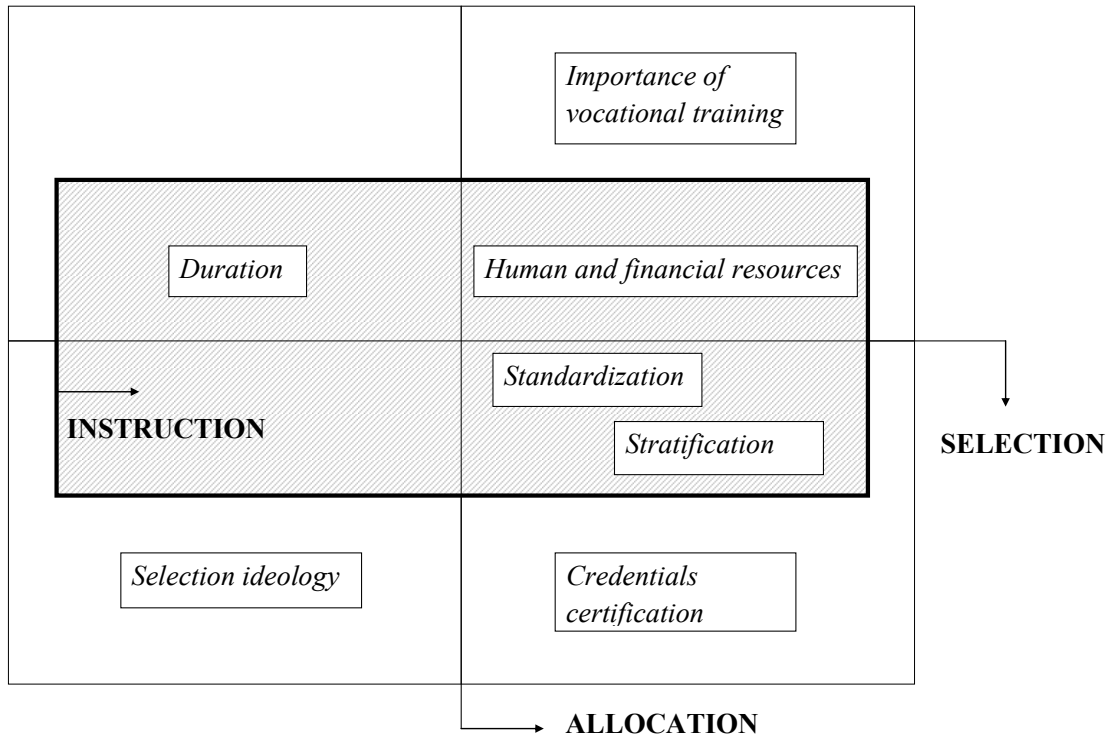 Importance of
vocational training
Duration
Human and financial resources
Standardization
INSTRUCTION
Stratification
SELECTION
Selection ideology
Credentials
certification
ALLOCATION